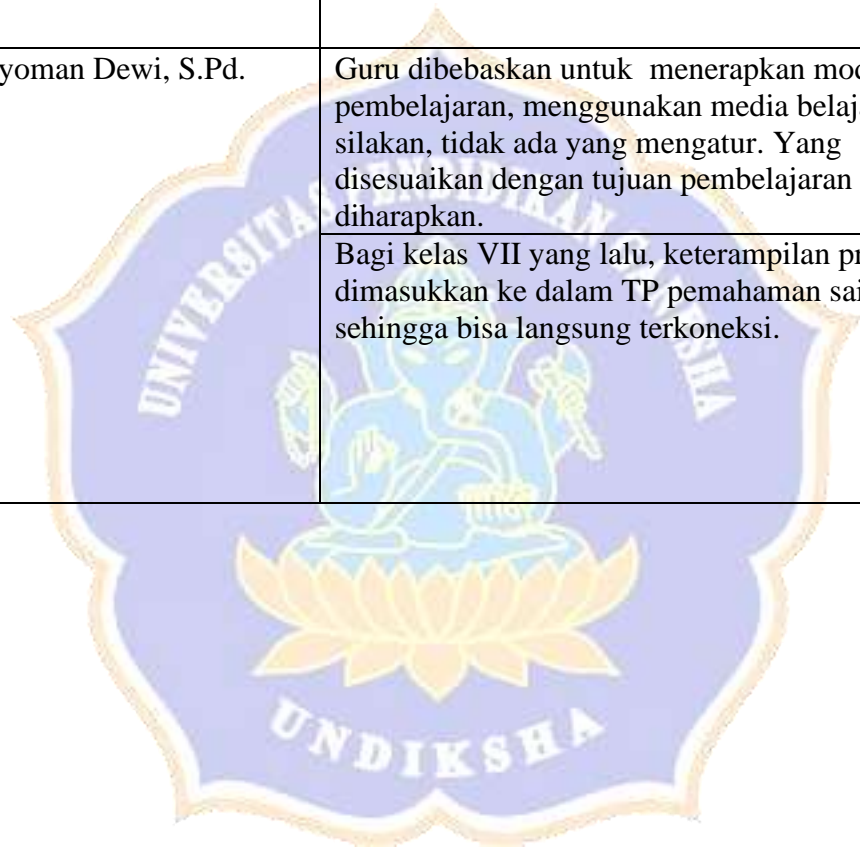 yoman Dewi, S.Pd.
Guru dibebaskan untuk menerapkan mod
pembelajaran, menggunakan media belaj
silakan, tidak ada yang mengatur. Yang
disesuaikan dengan tujuan pembelajaran
diharapkan.
Bagi kelas VII yang lalu, keterampilan pr
dimasukkan ke dalam TP pemahaman sai
sehingga bisa langsung terkoneksi.
UNIVERSITAS PENDIDIKAN GANESHA
UNDIKSHA